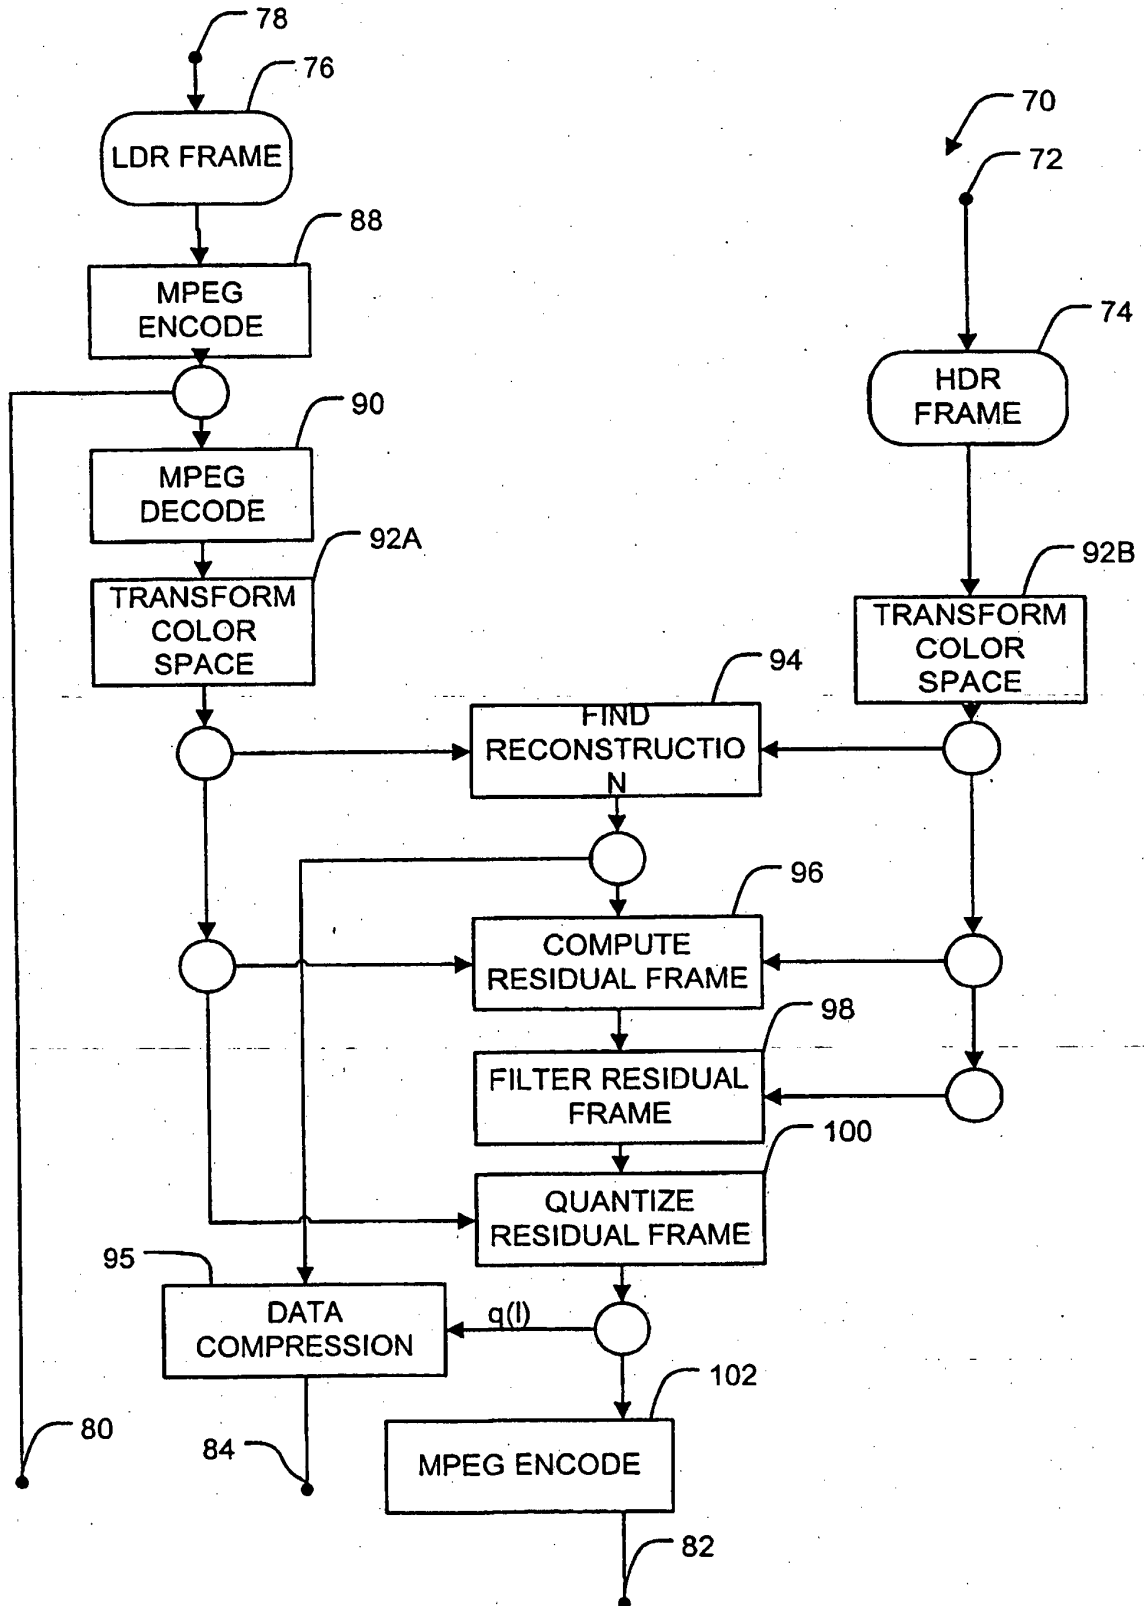 78
76
LDR FRAME
70
72
88
MPEG
ENCODE
74
HDR
FRAME
90
MPEG
DECODE
92A
TRANSFORM
COLOR
SPACE
92B
TRANSFORM
COLOR
SPACE
94
FIND
RECONSTRUCTIO
N
96
COMPUTE
RESIDUAL FRAME
98
FILTER RESIDUAL
FRAME
100
QUANTIZE
RESIDUAL FRAME
95
DATA
COMPRESSION
q(l)
102
MPEG ENCODE
80
84
82